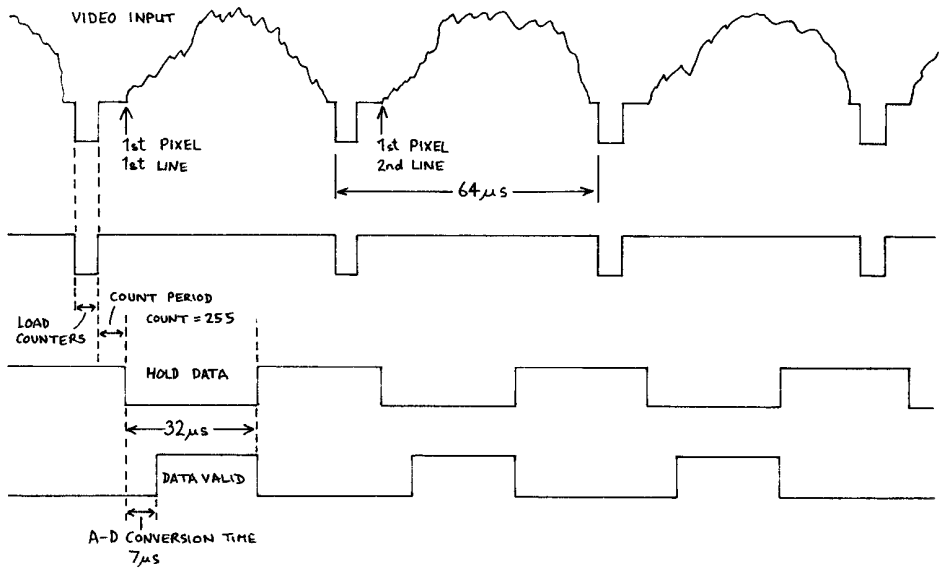 VIDEO INPUT
1st PIXEL
1st LINE
1st PIXEL
2nd LINE
64µs
LOAD
COUNTERS
COUNT PERIOD
COUNT = 255
HOLD DATA
32µs
DATA VALID
A-D CONVERSION TIME
7µs